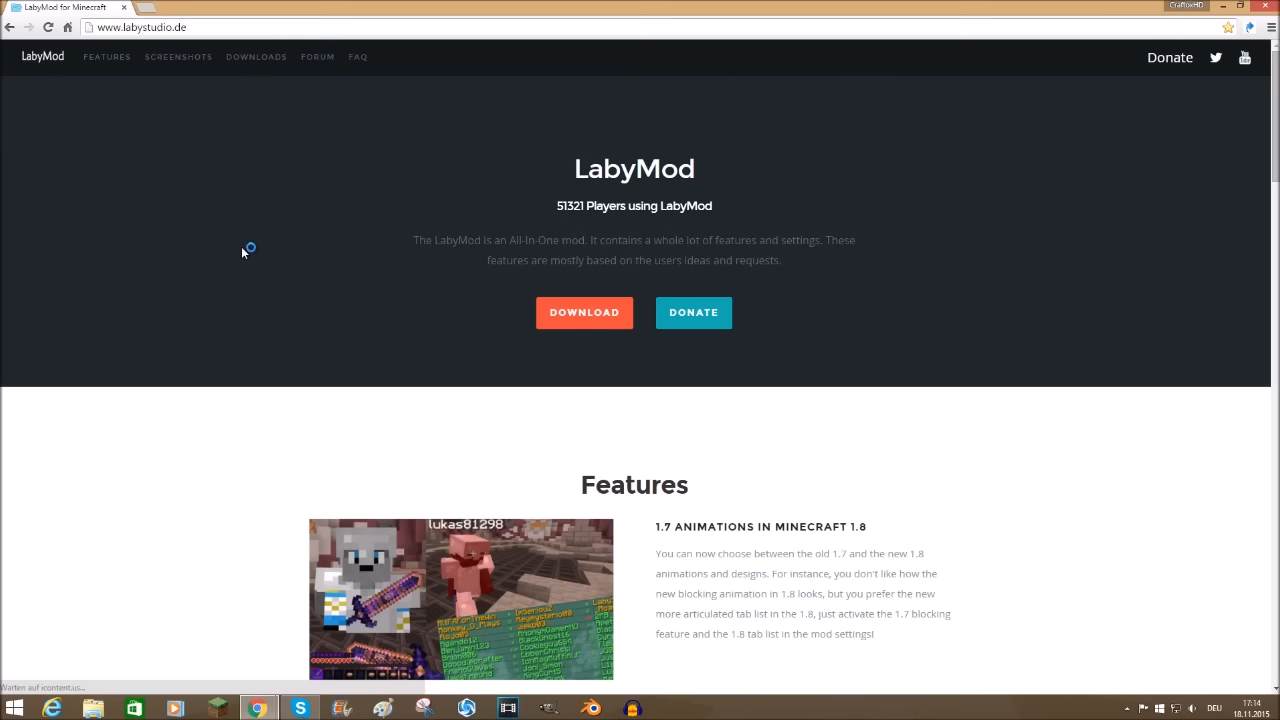 LabyMod for Minecraft
CraftoxHD
www.labystudio.de
LabyMod FEATURES SCREENSHOTS DOWNLOADS FORUM FAQ Donate
LabyMod
51321 Players using LabyMod
The LabyMod is an All-In-One mod. It contains a whole lot of features and settings. These
features are mostly based on the users ideas and requests.
DOWNLOAD DONATE
Features
lukas81298
1.7 ANIMATIONS IN MINECRAFT 1.8
You can now choose between the old 1.7 and the new 1.8
animations and designs. For instance, you don't like how the
new blocking animation in 1.8 looks, but you prefer the
more articulated tab list in the 1.8, just activate the 1.7 blocking
feature and the 1.8 tab list in the mod settings!
Warten auf icontent.us...
DEU
17:14
18.11.2015